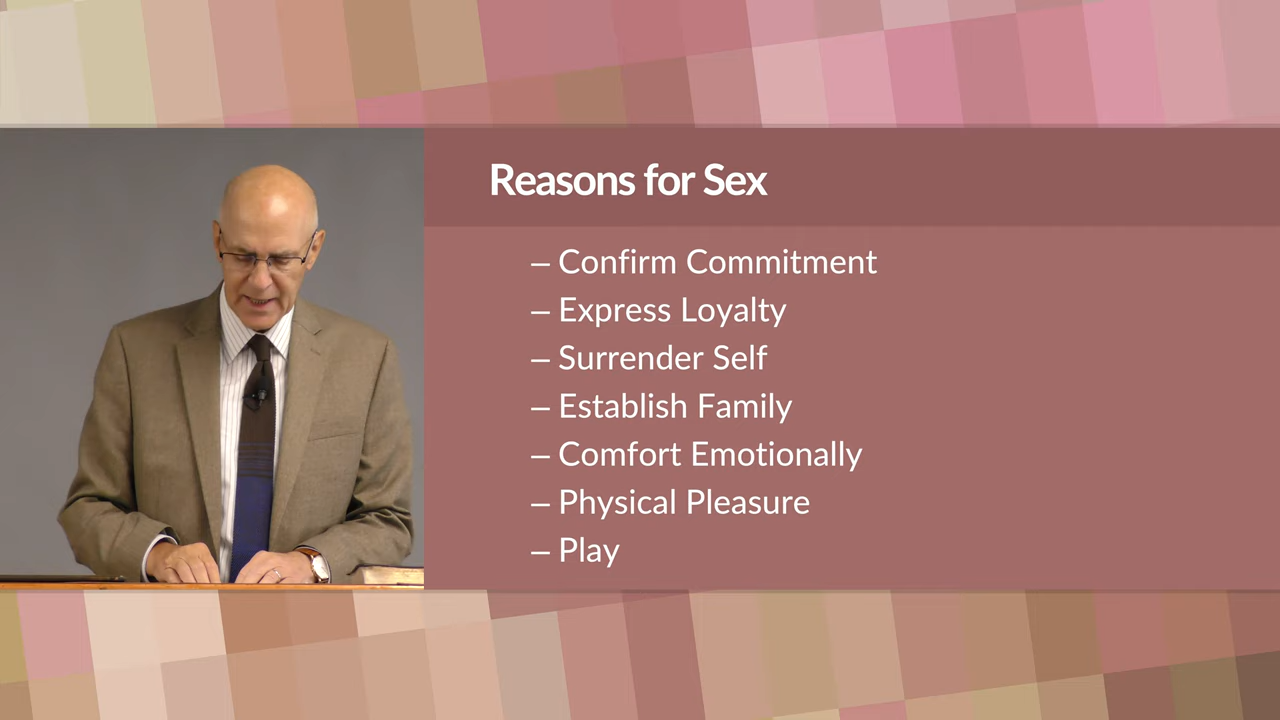 Reasons for Sex
– Confirm Commitment
– Express Loyalty
– Surrender Self
– Establish Family
– Comfort Emotionally
– Physical Pleasure
– Play